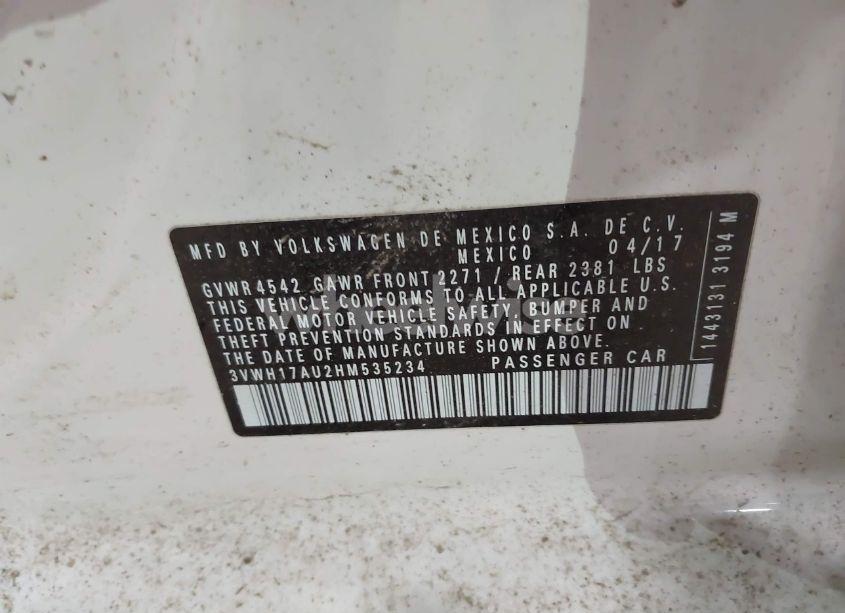 MFD BY VOLKSWAGEN DE MEXICO S.A. DE C.V.
MEXICO 04/17
GVWR 4542 GAWR FRONT 2271 / REAR 2381 LBS
THIS VEHICLE CONFORMS TO ALL APPLICABLE U.S.
FEDERAL MOTOR VEHICLE SAFETY, BUMPER AND
THEFT PREVENTION STANDARDS IN EFFECT ON
THE DATE OF MANUFACTURE SHOWN ABOVE.
3VWH17AU2HM535234 PASSENGER CAR
1443131 3194 M